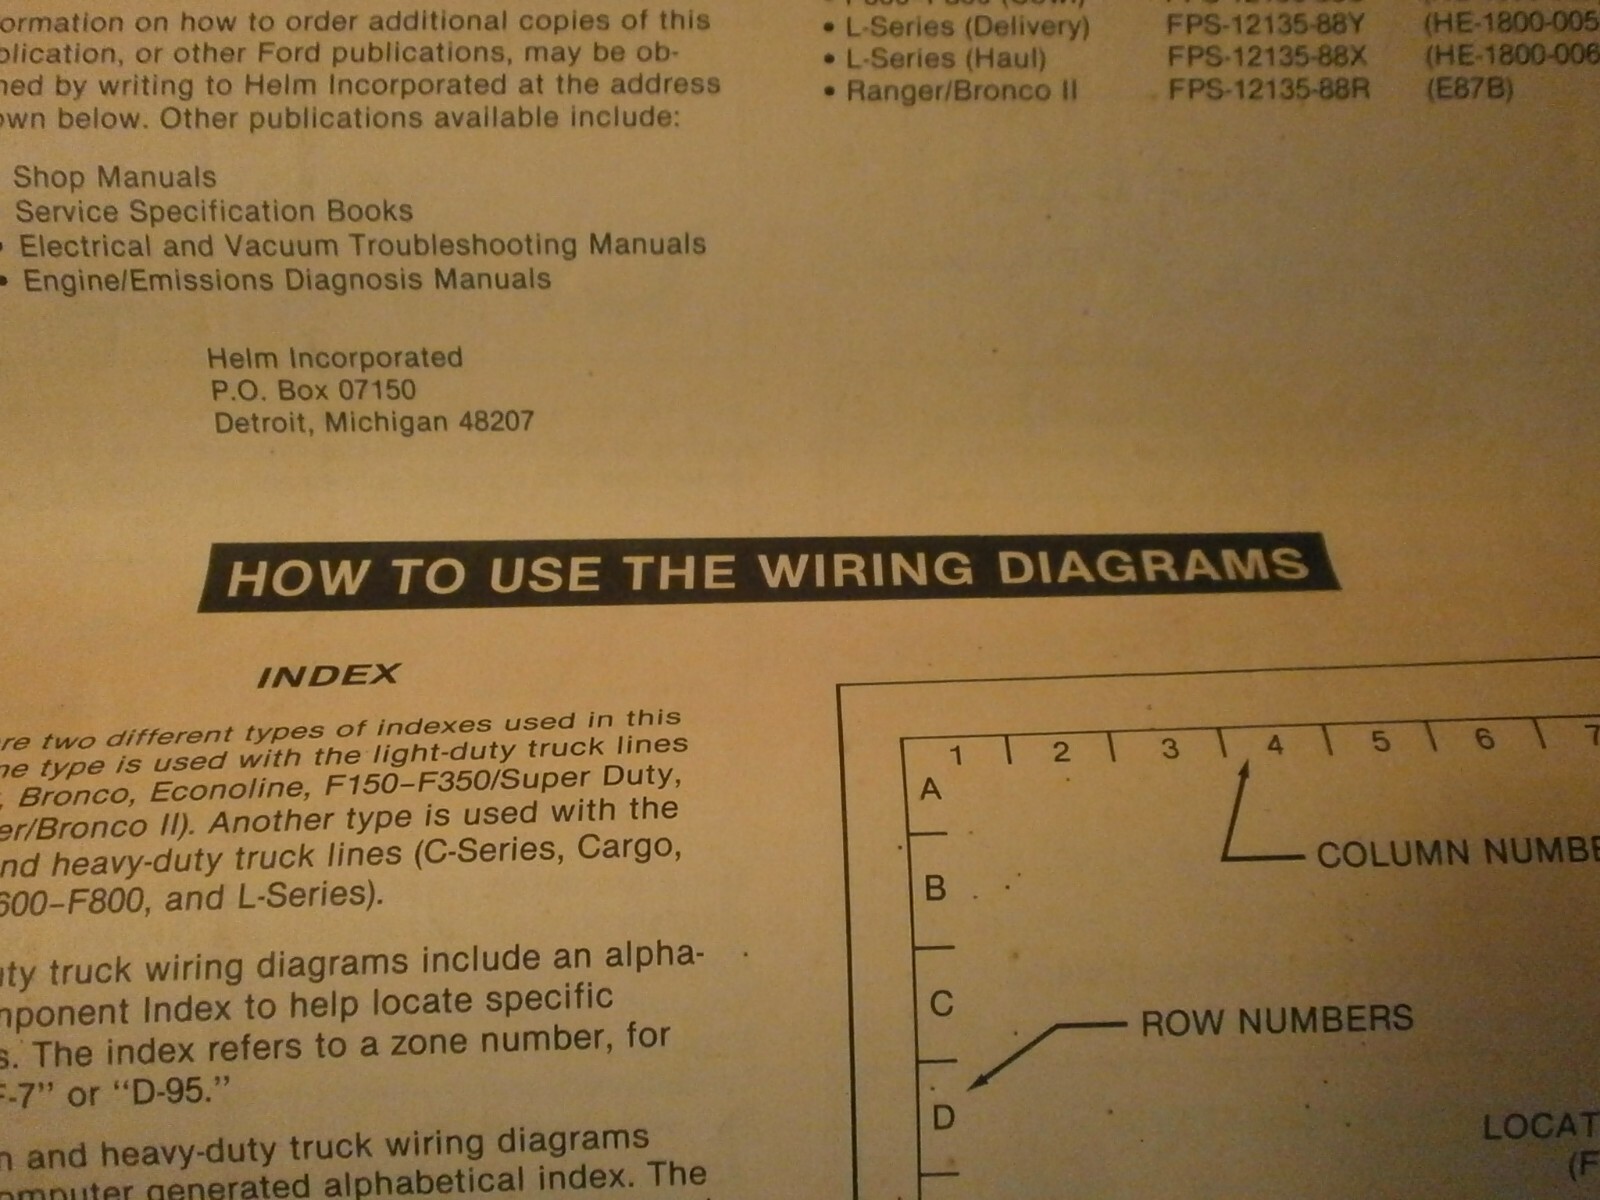 ormation on how to order additional copies of this
blication, or other Ford publications, may be ob-
ned by writing to Helm Incorporated at the address
own below. Other publications available include:
Shop Manuals
Service Specification Books
• Electrical and Vacuum Troubleshooting Manuals
• Engine/Emissions Diagnosis Manuals
Helm Incorporated
P.O. Box 07150
Detroit, Michigan 48207
• L-Series (Delivery) FPS-12135-88Y (HE-1800-005
• L-Series (Haul) FPS-12135-88X (HE-1800-006
• Ranger/Bronco II FPS-12135-88R (E87B)
HOW TO USE THE WIRING DIAGRAMS
INDEX
re two different types of indexes used in this
ne type is used with the light-duty truck lines
, Bronco, Econoline, F150–F350/Super Duty,
er/Bronco II). Another type is used with the
nd heavy-duty truck lines (C-Series, Cargo,
600–F800, and L-Series).
uty truck wiring diagrams include an alpha-
mponent Index to help locate specific
s. The index refers to a zone number, for
F-7" or "D-95."
n and heavy-duty truck wiring diagrams
omputer generated alphabetical index. The
1 2 3 4 5 6 7
A
COLUMN NUMBE
B
C
ROW NUMBERS
D
LOCAT
(F